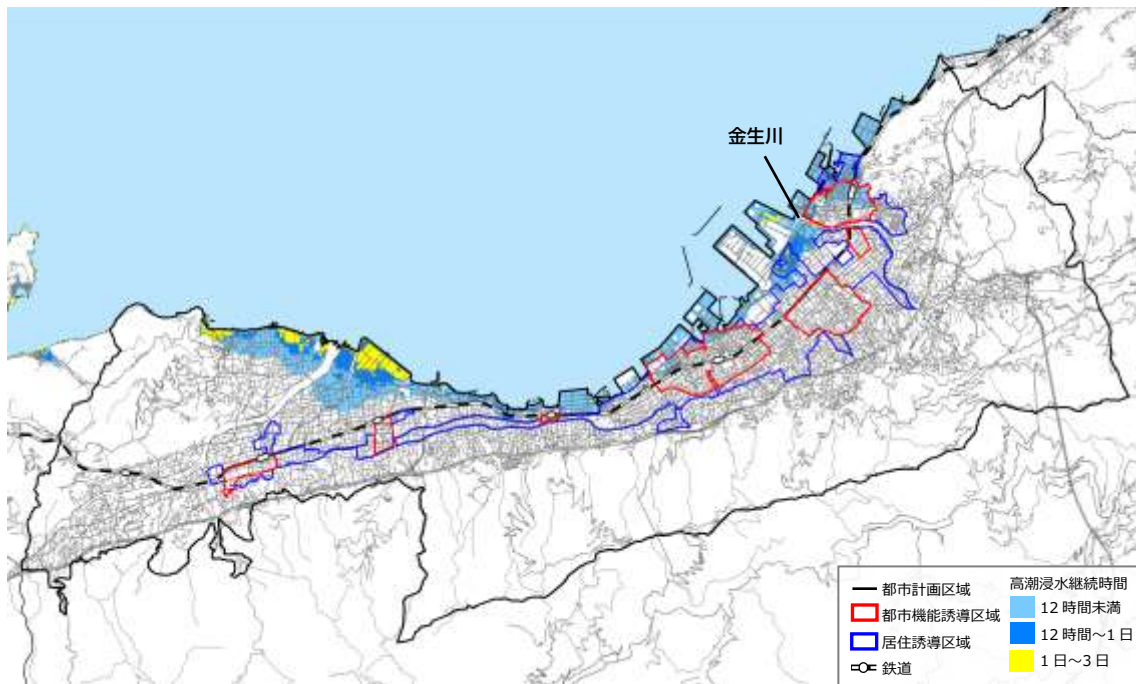 金生川
都市計画区域
都市機能誘導区域
居住誘導区域
鉄道
高潮浸水継続時間
12時間未満
12時間～1日
1日～3日